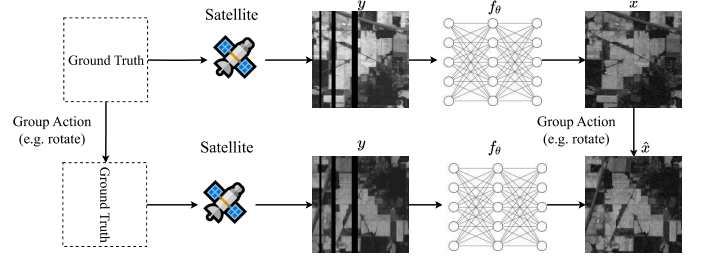 Satellite
y
f_θ
x
Ground Truth
Group Action
(e.g. rotate)
Group Action
(e.g. rotate)
Satellite
y
f_θ
x̂
Ground Truth